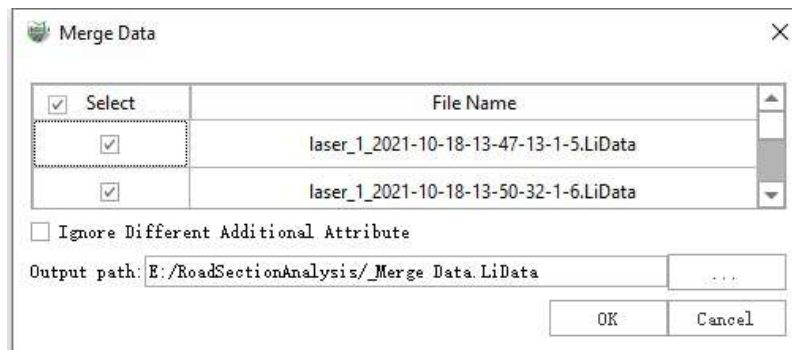 Merge Data
Select File Name
laser_1_2021-10-18-13-47-13-1-5.LiData
laser_1_2021-10-18-13-50-32-1-6.LiData
Ignore Different Additional Attribute
Output path: E:/RoadSectionAnalysis/_Merge Data.LiData ...
OK Cancel